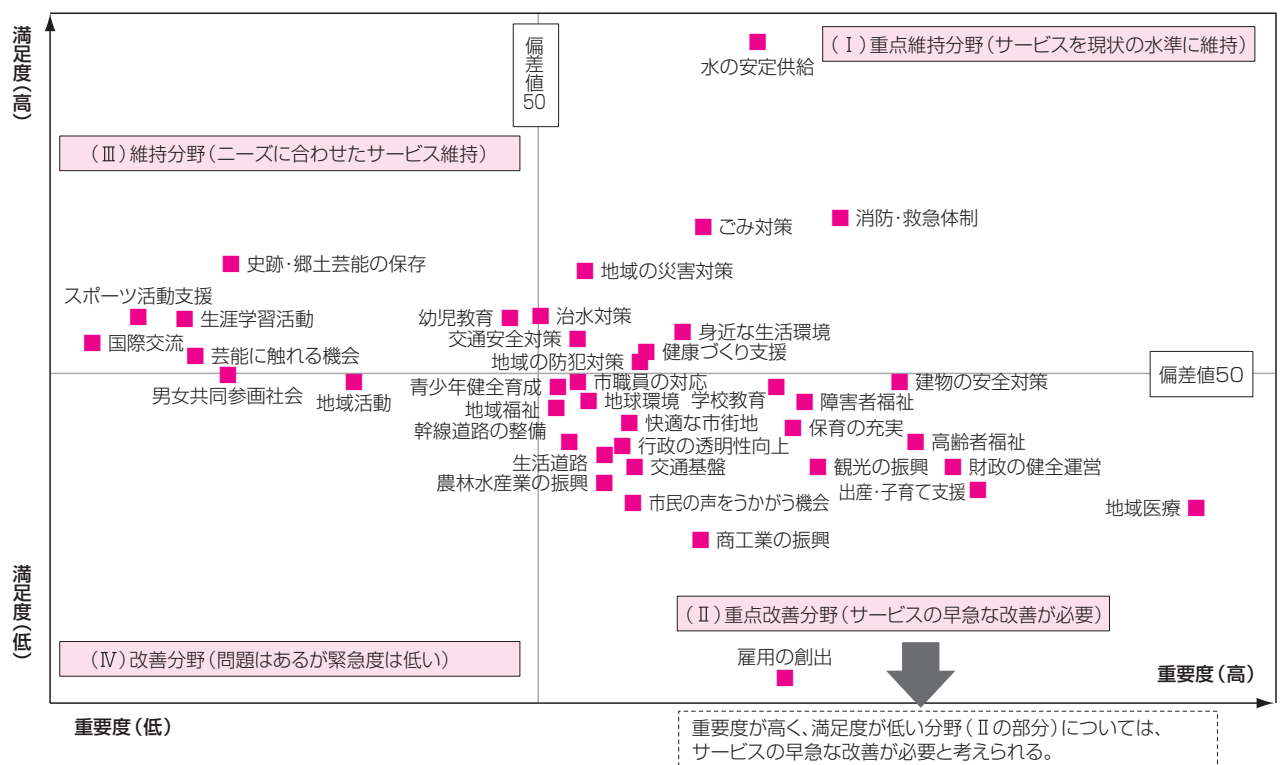 満足度(高)
偏差値50
(Ⅰ)重点維持分野(サービスを現状の水準に維持)
水の安定供給
(Ⅲ)維持分野(ニーズに合わせたサービス維持)
ごみ対策
消防・救急体制
史跡・郷土芸能の保存
地域の災害対策
スポーツ活動支援
生涯学習活動
幼児教育
治水対策
国際交流
交通安全対策
身近な生活環境
芸能に触れる機会
地域の防犯対策
健康づくり支援
偏差値50
男女共同参画社会
地域活動
青少年健全育成
市職員の対応
建物の安全対策
地域福祉
地球環境
学校教育
障害者福祉
幹線道路の整備
快適な市街地
保育の充実
行政の透明性向上
高齢者福祉
生活道路
交通基盤
観光の振興
財政の健全運営
農林水産業の振興
出産・子育て支援
市民の声をうかがう機会
地域医療
商工業の振興
満足度(低)
(Ⅱ)重点改善分野(サービスの早急な改善が必要)
(Ⅳ)改善分野(問題はあるが緊急度は低い)
雇用の創出
重要度(高)
重要度(低)
重要度が高く、満足度が低い分野(Ⅱの部分)については、
サービスの早急な改善が必要と考えられる。